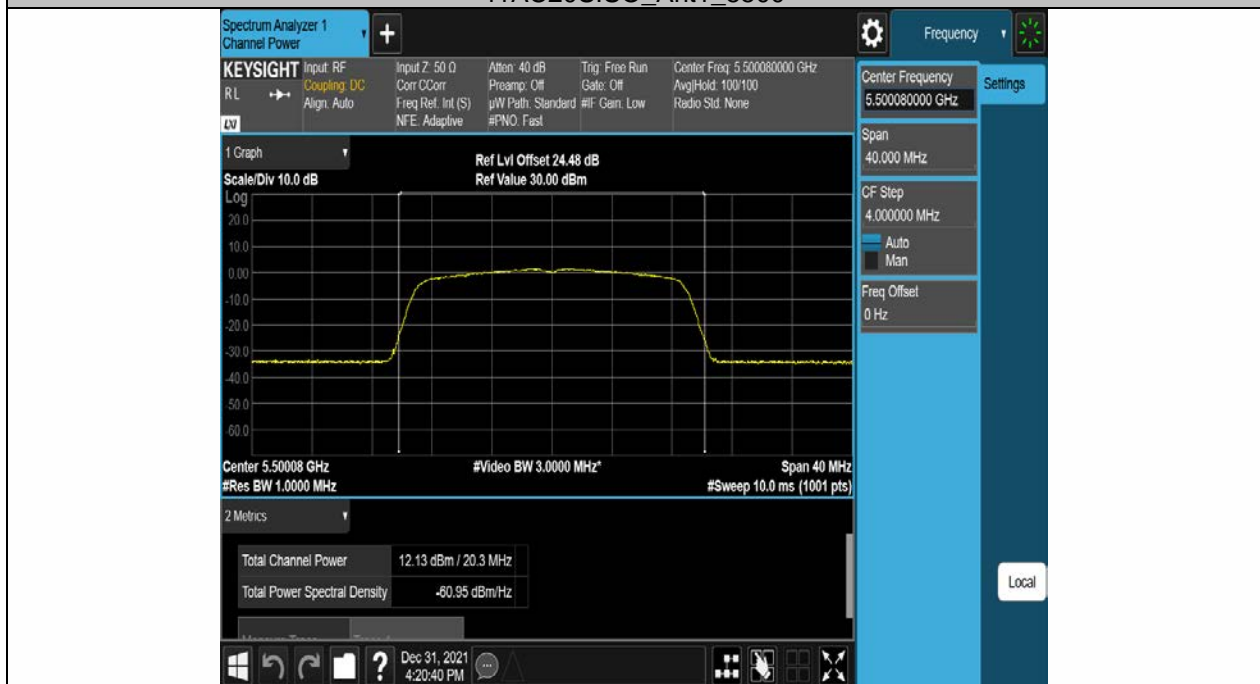 Spectrum Analyzer 1
Channel Power
Frequency
KEYSIGHT
RL
LXI
Input: RF
Coupling: DC
Align: Auto
Input Z: 50 Ω
Corr CCorr
Freq Ref: Int (S)
NFE: Adaptive
Atten: 40 dB
Preamp: Off
µW Path: Standard
#PNO: Fast
Trig: Free Run
Gate: Off
#IF Gain: Low
Center Freq: 5.500080000 GHz
Avg|Hold: 100/100
Radio Std: None
Center Frequency
5.500080000 GHz
Settings
Span
40.000 MHz
CF Step
4.000000 MHz
Auto
Man
Freq Offset
0 Hz
Local
1 Graph
Scale/Div 10.0 dB
Ref Lvl Offset 24.48 dB
Ref Value 30.00 dBm
Log
20.0
10.0
0.00
-10.0
-20.0
-30.0
-40.0
-50.0
-60.0
Center 5.50008 GHz
#Video BW 3.0000 MHz*
Span 40 MHz
#Res BW 1.0000 MHz
#Sweep 10.0 ms (1001 pts)
2 Metrics
Total Channel Power 12.13 dBm / 20.3 MHz
Total Power Spectral Density -60.95 dBm/Hz
?
Dec 31, 2021
4:20:40 PM